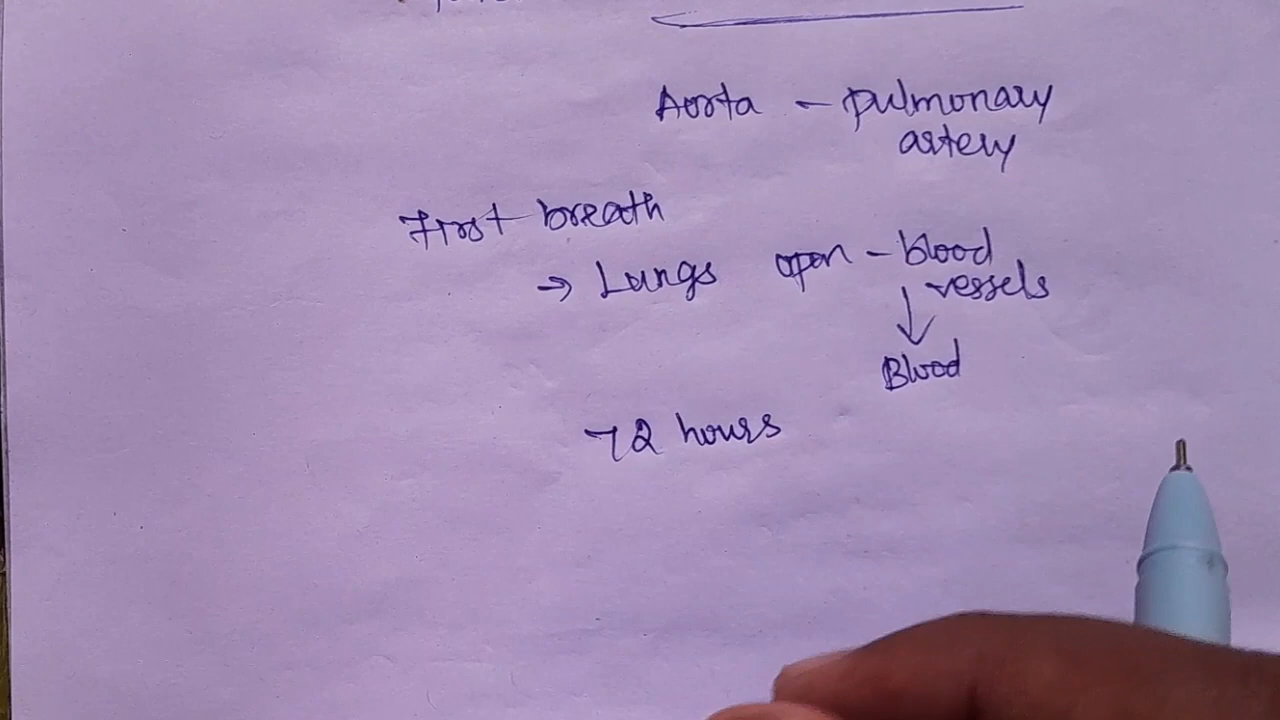 Aorta - pulmonary
artery
First breath
→ Lungs open - blood
vessels
↓
Blood
72 hours